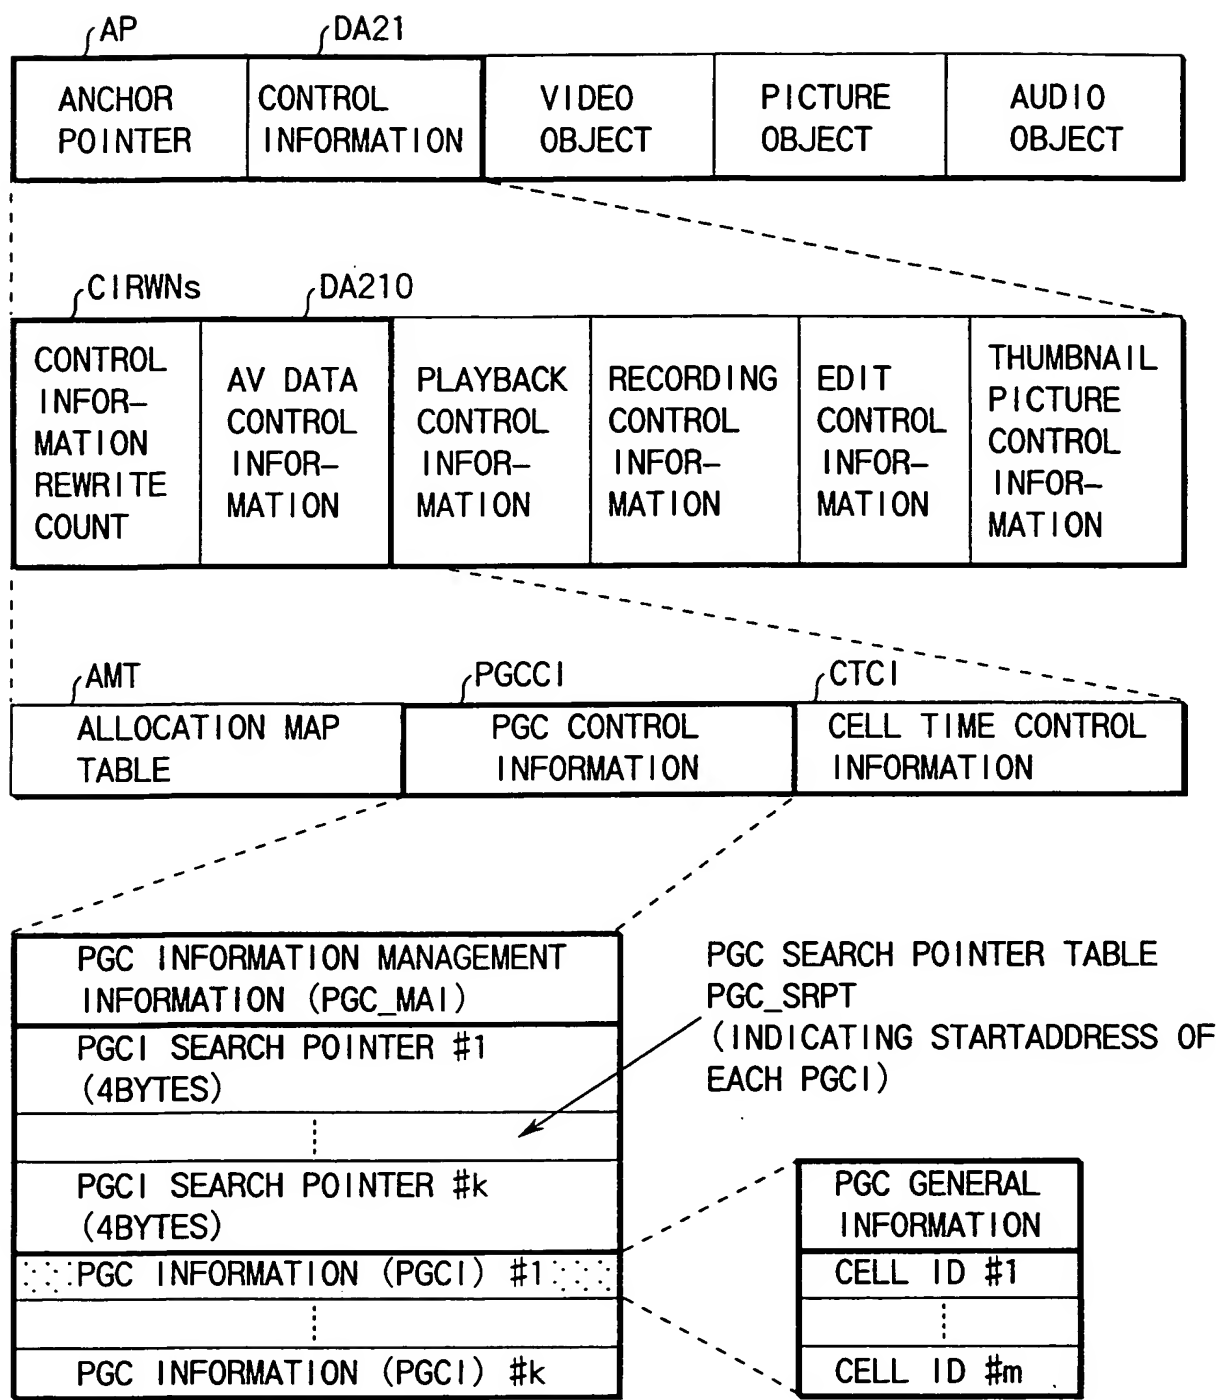 AP
DA21
ANCHOR
POINTER
CONTROL
INFORMATION
VIDEO
OBJECT
PICTURE
OBJECT
AUDIO
OBJECT
CIRWNs
DA210
CONTROL
INFOR-
MATION
REWRITE
COUNT
AV DATA
CONTROL
INFOR-
MATION
PLAYBACK
CONTROL
INFOR-
MATION
RECORDING
CONTROL
INFOR-
MATION
EDIT
CONTROL
INFOR-
MATION
THUMBNAIL
PICTURE
CONTROL
INFOR-
MATION
AMT
PGCCI
CTCI
ALLOCATION MAP
TABLE
PGC CONTROL
INFORMATION
CELL TIME CONTROL
INFORMATION
PGC INFORMATION MANAGEMENT
INFORMATION (PGC_MAI)
PGCI SEARCH POINTER #1
(4BYTES)
PGCI SEARCH POINTER #k
(4BYTES)
PGC INFORMATION (PGCI) #1
PGC INFORMATION (PGCI) #k
PGC SEARCH POINTER TABLE
PGC_SRPT
(INDICATING STARTADDRESS OF
EACH PGCI)
PGC GENERAL
INFORMATION
CELL ID #1
CELL ID #m